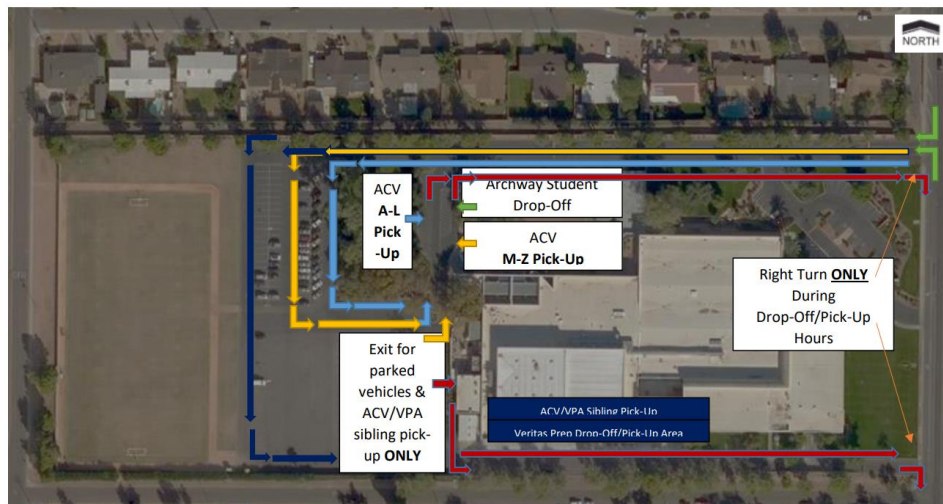 NORTH
ACV
A-L
Pick
-Up
Archway Student
Drop-Off
ACV
M-Z Pick-Up
Right Turn ONLY
During
Drop-Off/Pick-Up
Hours
Exit for
parked
vehicles &
ACV/VPA
sibling pick-
up ONLY
ACV/VPA Sibling Pick-Up
Veritas Prep Drop-Off/Pick-Up Area